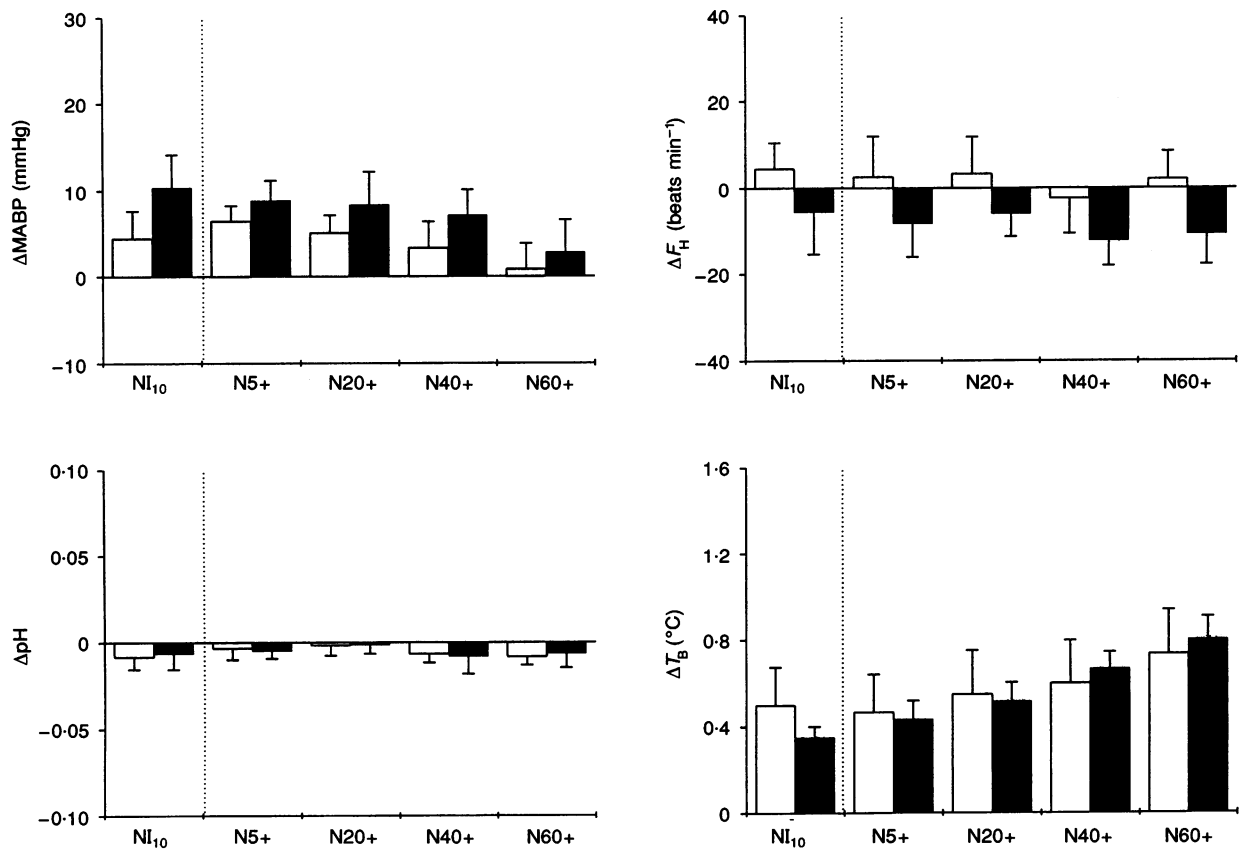 30
20
10
0
−10
ΔMABP (mmHg)
NI₁₀ N5+ N20+ N40+ N60+
40
20
0
−20
−40
ΔF_H (beats min⁻¹)
NI₁₀ N5+ N20+ N40+ N60+
0·10
0·05
0
−0·05
−0·10
ΔpH
NI₁₀ N5+ N20+ N40+ N60+
1·6
1·2
0·8
0·4
0
ΔT_B (°C)
NI₁₀ N5+ N20+ N40+ N60+